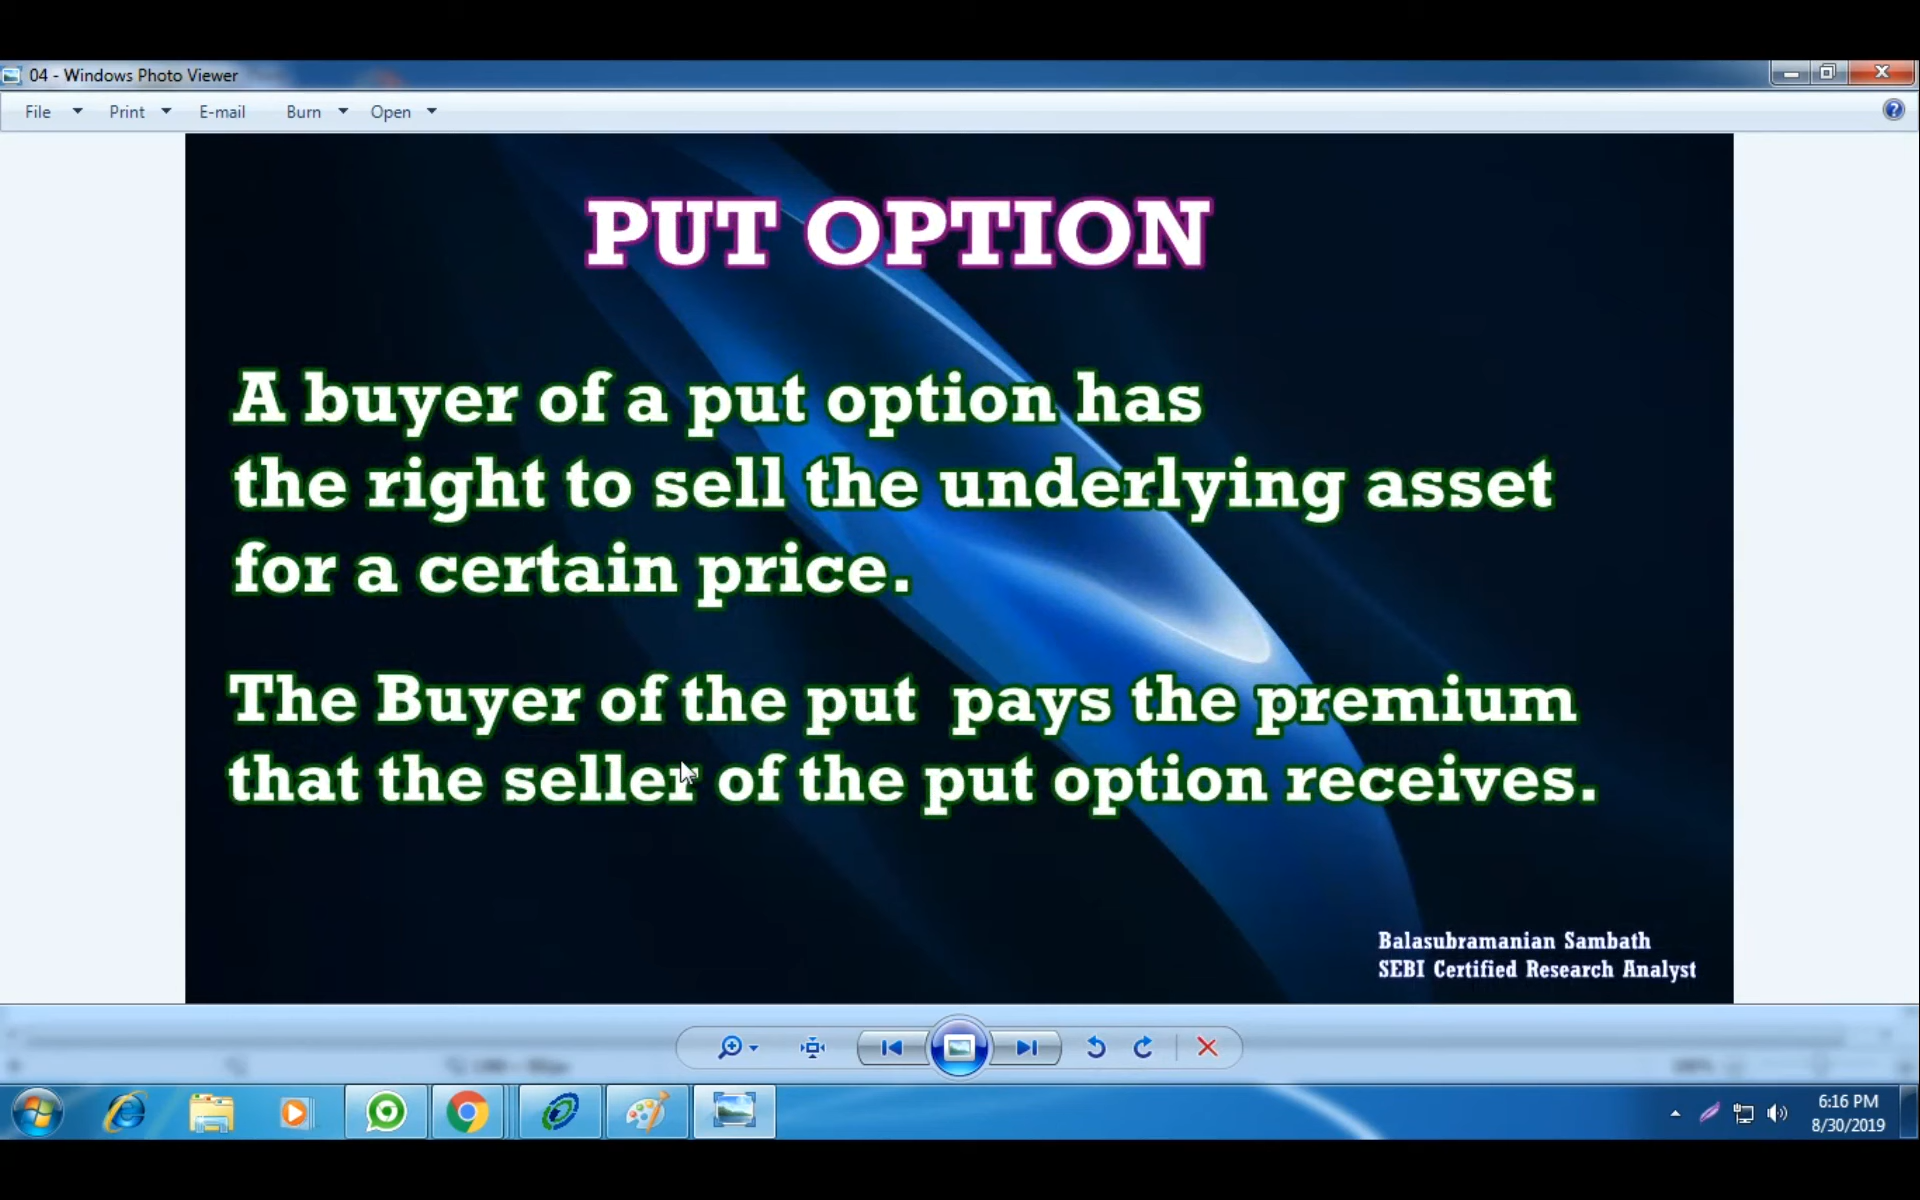 04 - Windows Photo Viewer
File Print E-mail Burn Open
PUT OPTION
A buyer of a put option has
the right to sell the underlying asset
for a certain price.
The Buyer of the put pays the premium
that the seller of the put option receives.
Balasubramanian Sambath
SEBI Certified Research Analyst
6:16 PM
8/30/2019